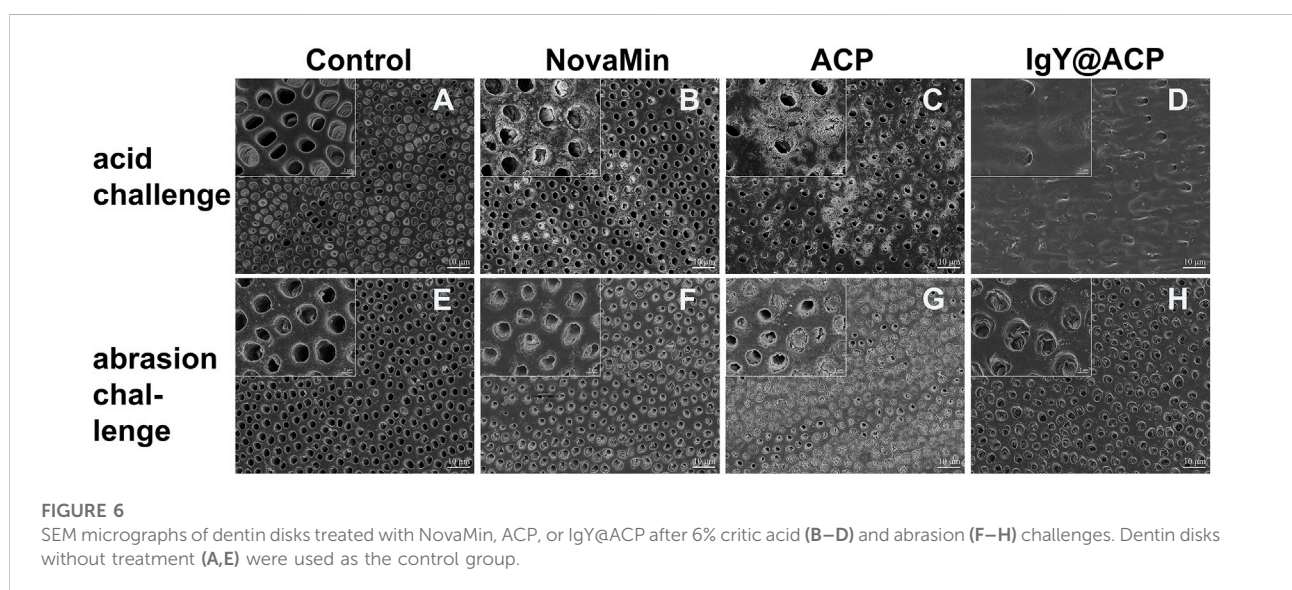 Control NovaMin ACP IgY@ACP
acid
challenge
A B C D
10 µm 10 µm 10 µm 10 µm
abrasion
chal-
lenge
E F G H
10 µm 10 µm 10 µm 10 µm
FIGURE 6
SEM micrographs of dentin disks treated with NovaMin, ACP, or IgY@ACP after 6% critic acid (B–D) and abrasion (F–H) challenges. Dentin disks
without treatment (A,E) were used as the control group.